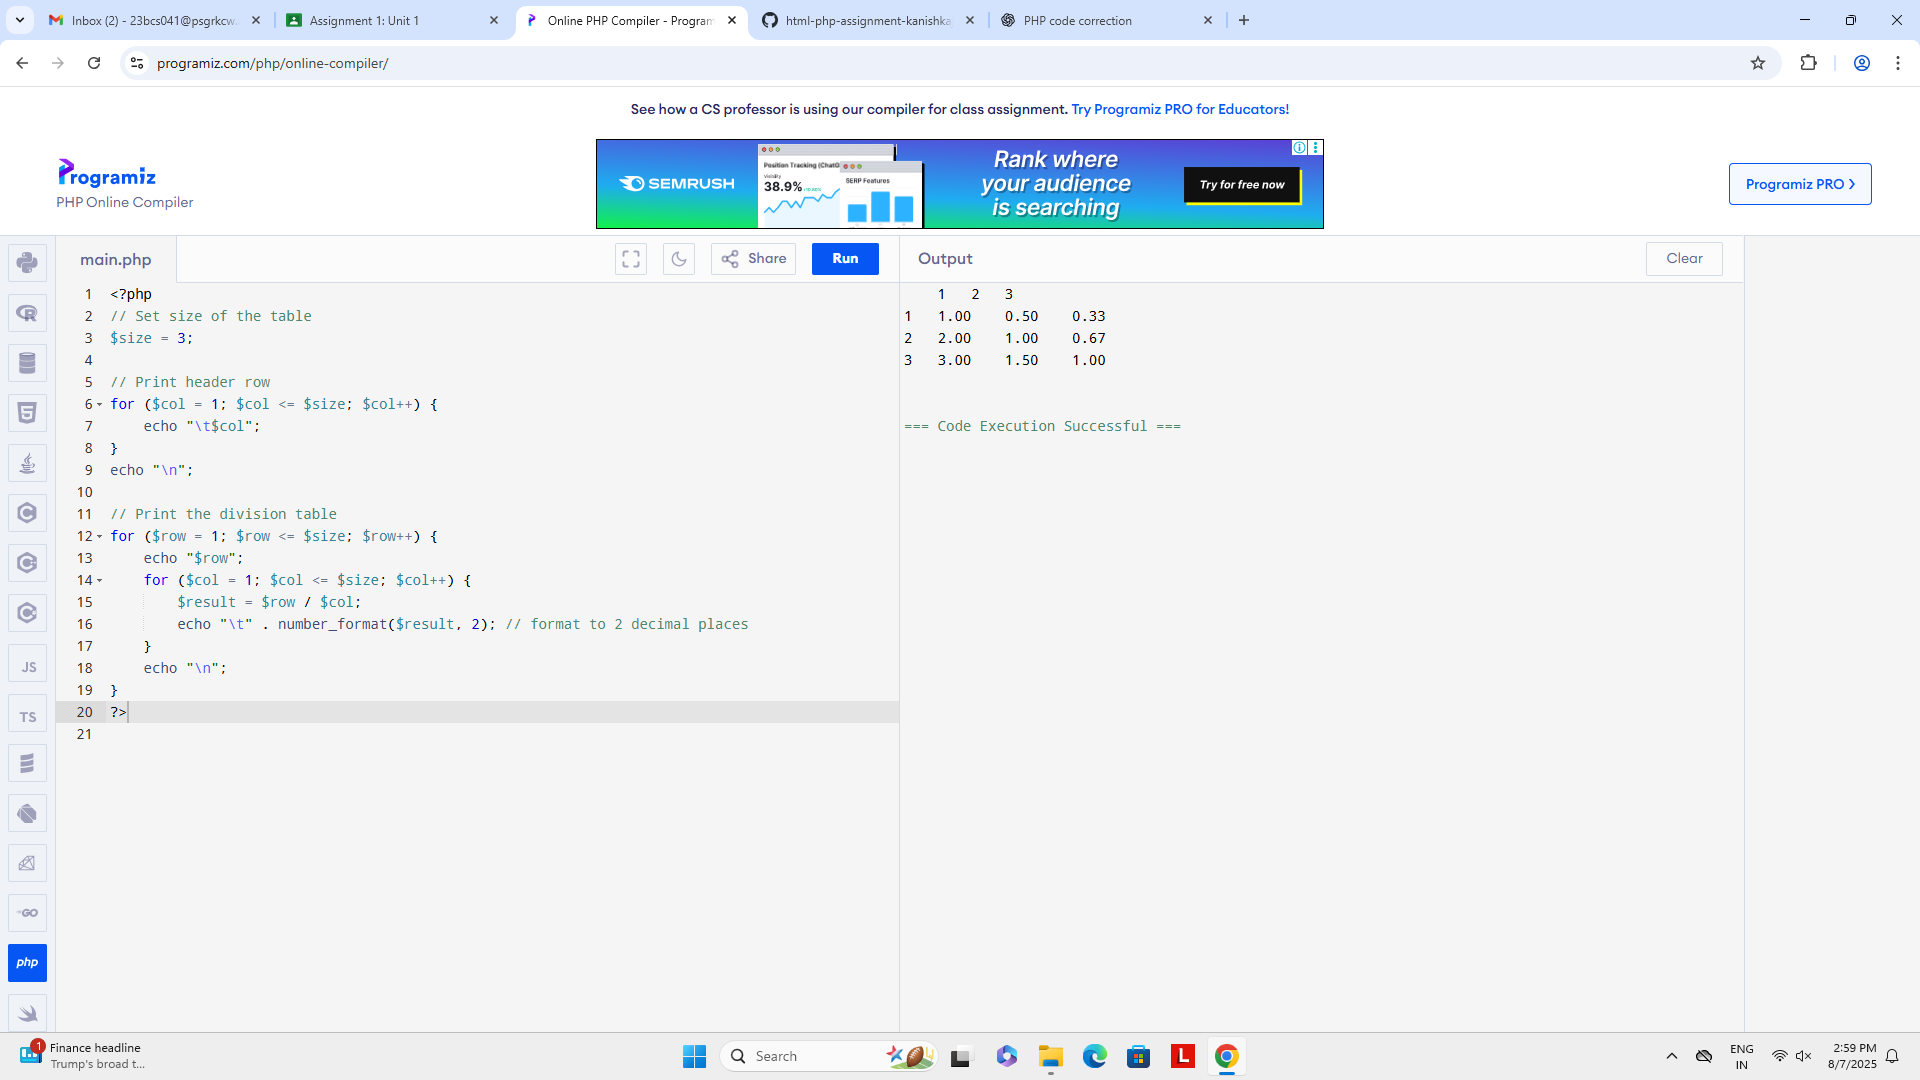 Inbox (2) - 23bcs041@psgrkcw.
Assignment 1: Unit 1
Online PHP Compiler - Program
html-php-assignment-kanishka
PHP code correction
programiz.com/php/online-compiler/
See how a CS professor is using our compiler for class assignment. Try Programiz PRO for Educators!
SEMRUSH
Position Tracking (ChatG
Visibility
38.9%
SERP Features
Rank where
your audience
is searching
Try for free now
Programiz
PHP Online Compiler
Programiz PRO
main.php
Share
Run
Output
Clear
1 <?php
2 // Set size of the table
3 $size = 3;
4
5 // Print header row
6 for ($col = 1; $col <= $size; $col++) {
7 echo "\t$col";
8 }
9 echo "\n";
10
11 // Print the division table
12 for ($row = 1; $row <= $size; $row++) {
13 echo "$row";
14 for ($col = 1; $col <= $size; $col++) {
15 $result = $row / $col;
16 echo "\t" . number_format($result, 2); // format to 2 decimal places
17 }
18 echo "\n";
19 }
20 ?>
21
1 2 3
1 1.00 0.50 0.33
2 2.00 1.00 0.67
3 3.00 1.50 1.00
=== Code Execution Successful ===
R
JS
TS
GO
php
1
Finance headline
Trump's broad t...
Search
L
ENG
IN
2:59 PM
8/7/2025